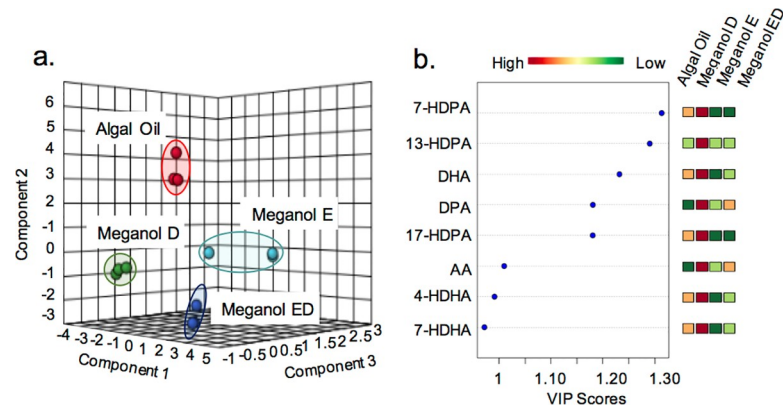 a.
6
5
4
3
2
-1
0
-1
-2
-3
Component 2
Algal Oil
Meganol D
Meganol E
Meganol ED
-4 -3 -2 -1 0 1 2 3 4 5
Component 1
-1 -0.5 0 0.5 1 1.5 2 2.5 3
Component 3
b.
High Low
Algal Oil
Meganol D
Meganol E
Meganol ED
7-HDPA
13-HDPA
DHA
DPA
17-HDPA
AA
4-HDHA
7-HDHA
1 1.10 1.20 1.30
VIP Scores